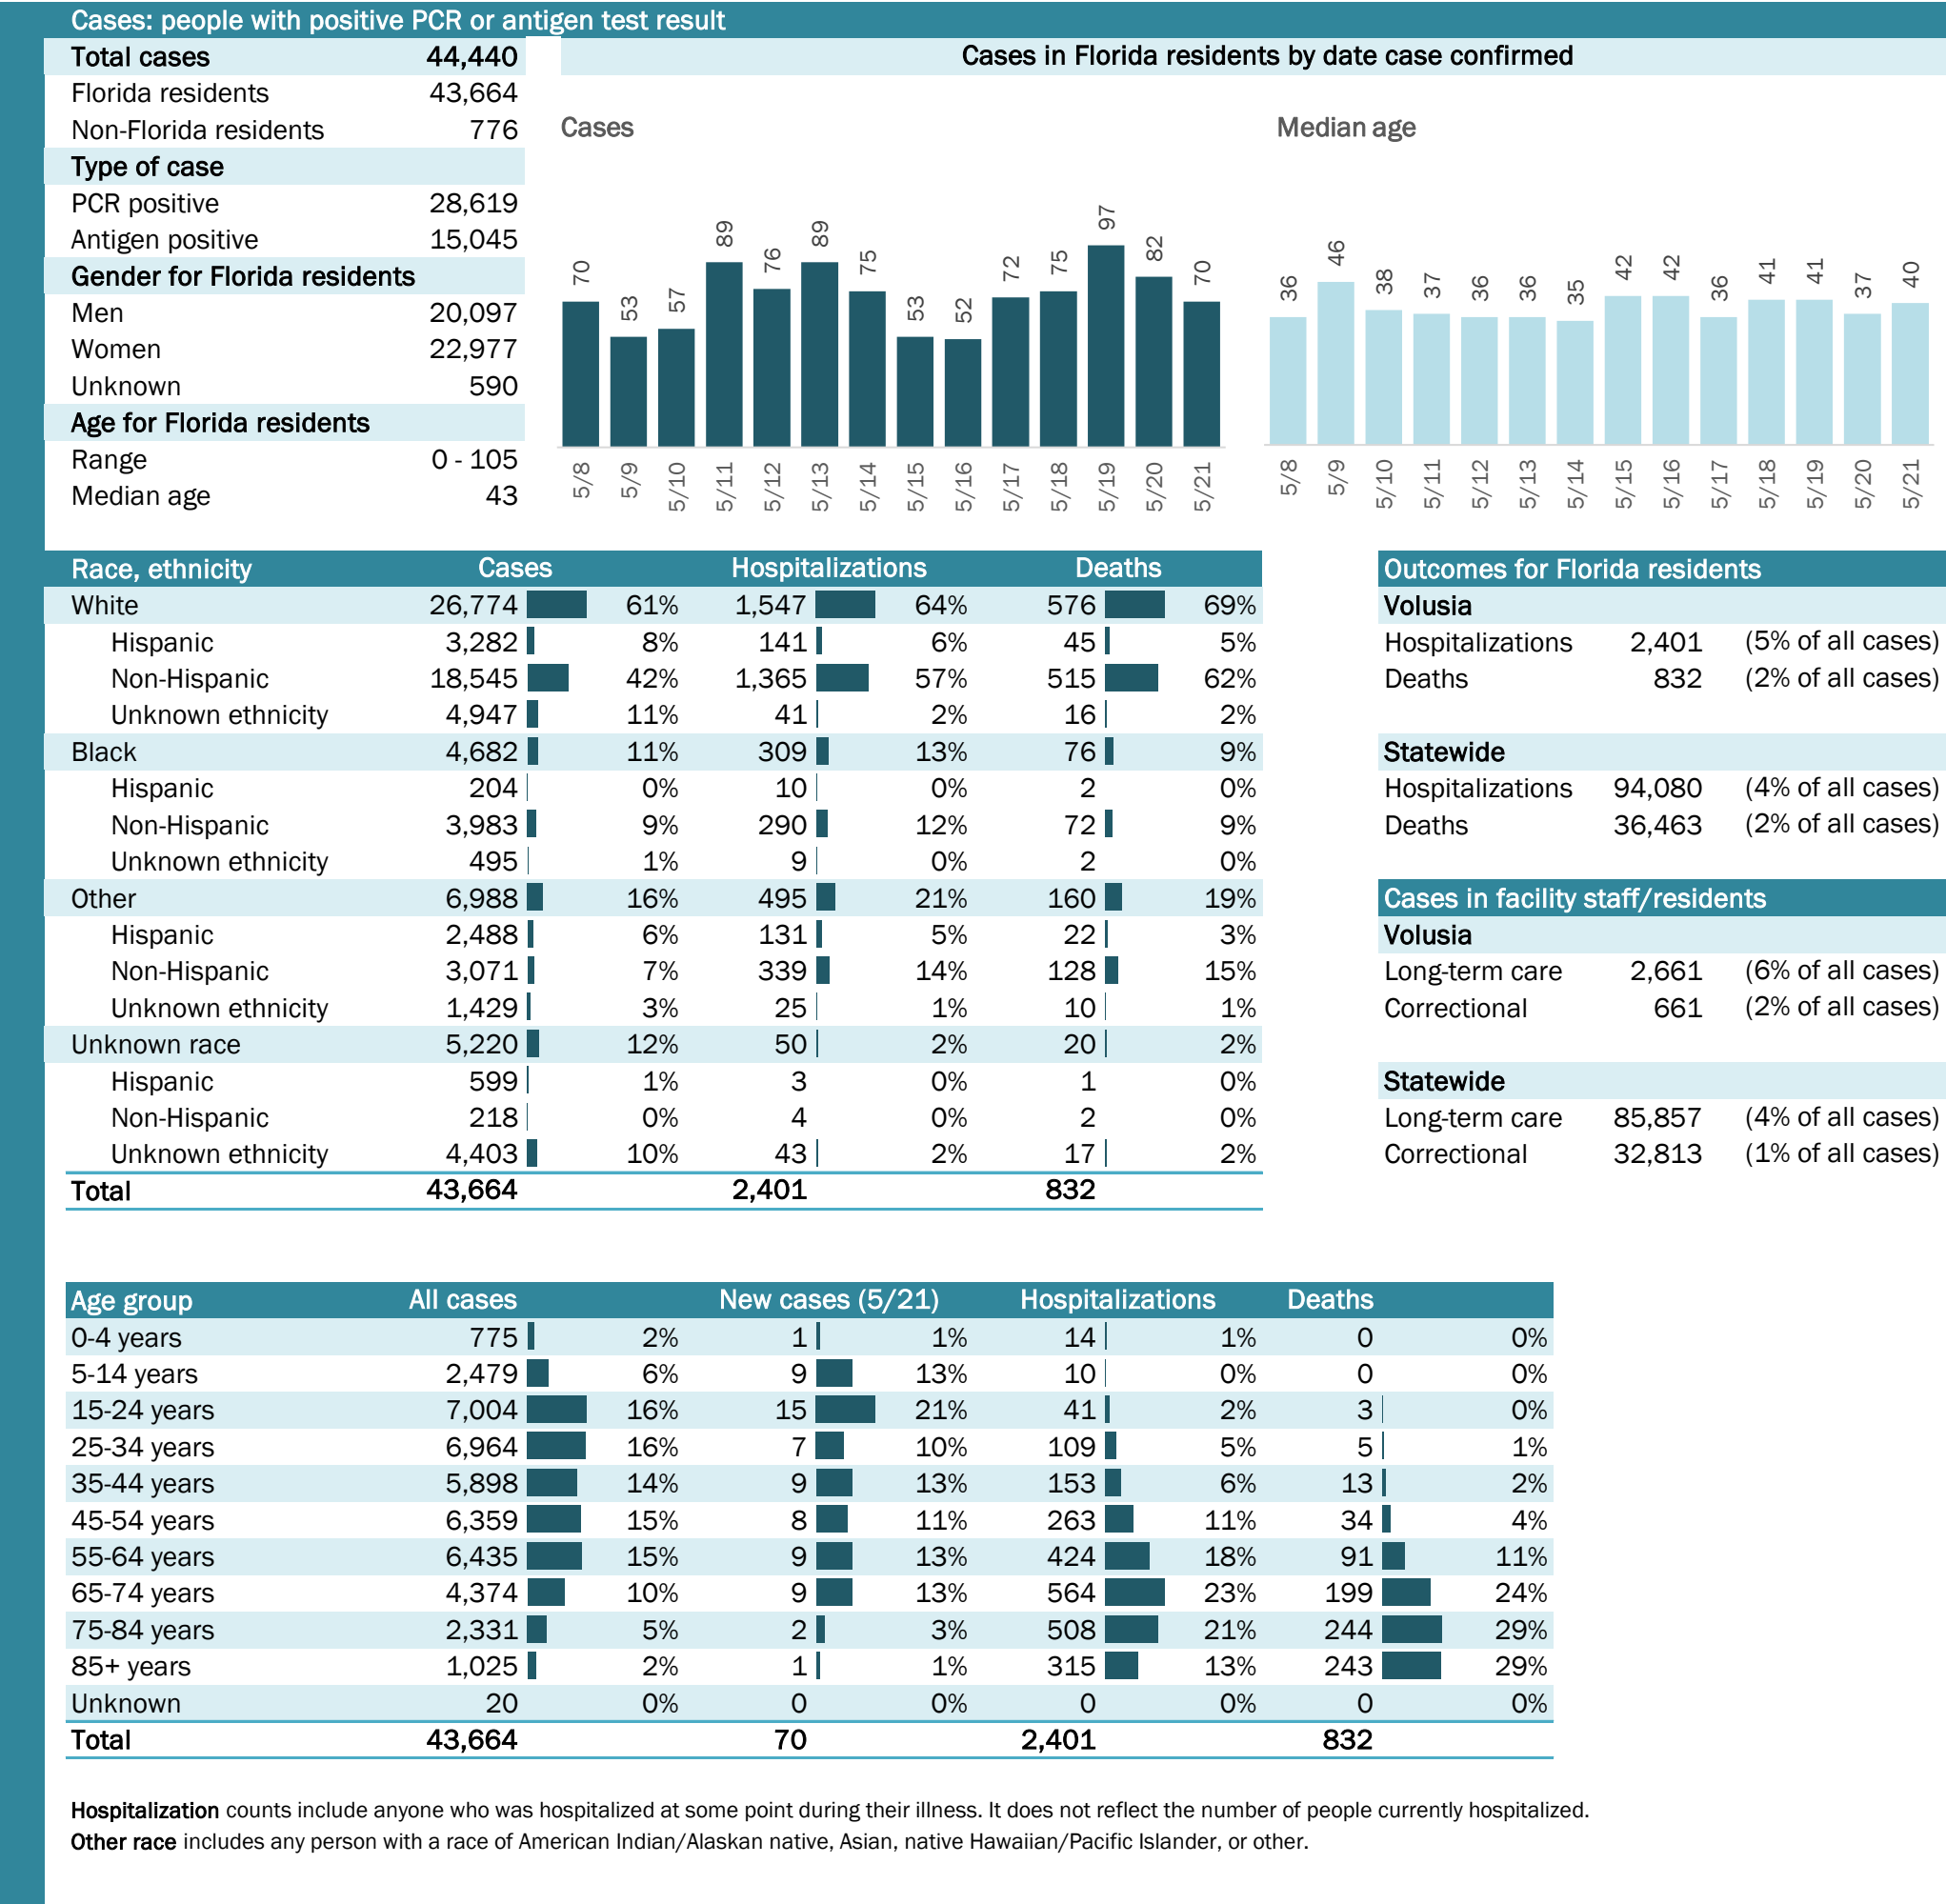 Cases: people with positive PCR or antigen test result
Total cases 44,440
Florida residents 43,664
Non-Florida residents 776
Type of case
PCR positive 28,619
Antigen positive 15,045
Gender for Florida residents
Men 20,097
Women 22,977
Unknown 590
Age for Florida residents
Range 0 - 105
Median age 43
Cases in Florida residents by date case confirmed
Cases
70 53 57 89 76 89 75 53 52 72 75 97 82 70
5/8 5/9 5/10 5/11 5/12 5/13 5/14 5/15 5/16 5/17 5/18 5/19 5/20 5/21
Median age
36 46 38 37 36 36 35 42 42 36 41 41 37 40
5/8 5/9 5/10 5/11 5/12 5/13 5/14 5/15 5/16 5/17 5/18 5/19 5/20 5/21
Race, ethnicity Cases Hospitalizations Deaths
White 26,774 61% 1,547 64% 576 69%
Hispanic 3,282 8% 141 6% 45 5%
Non-Hispanic 18,545 42% 1,365 57% 515 62%
Unknown ethnicity 4,947 11% 41 2% 16 2%
Black 4,682 11% 309 13% 76 9%
Hispanic 204 0% 10 0% 2 0%
Non-Hispanic 3,983 9% 290 12% 72 9%
Unknown ethnicity 495 1% 9 0% 2 0%
Other 6,988 16% 495 21% 160 19%
Hispanic 2,488 6% 131 5% 22 3%
Non-Hispanic 3,071 7% 339 14% 128 15%
Unknown ethnicity 1,429 3% 25 1% 10 1%
Unknown race 5,220 12% 50 2% 20 2%
Hispanic 599 1% 3 0% 1 0%
Non-Hispanic 218 0% 4 0% 2 0%
Unknown ethnicity 4,403 10% 43 2% 17 2%
Total 43,664 2,401 832
Outcomes for Florida residents
Volusia
Hospitalizations 2,401 (5% of all cases)
Deaths 832 (2% of all cases)
Statewide
Hospitalizations 94,080 (4% of all cases)
Deaths 36,463 (2% of all cases)
Cases in facility staff/residents
Volusia
Long-term care 2,661 (6% of all cases)
Correctional 661 (2% of all cases)
Statewide
Long-term care 85,857 (4% of all cases)
Correctional 32,813 (1% of all cases)
Age group All cases New cases (5/21) Hospitalizations Deaths
0-4 years 775 2% 1 1% 14 1% 0 0%
5-14 years 2,479 6% 9 13% 10 0% 0 0%
15-24 years 7,004 16% 15 21% 41 2% 3 0%
25-34 years 6,964 16% 7 10% 109 5% 5 1%
35-44 years 5,898 14% 9 13% 153 6% 13 2%
45-54 years 6,359 15% 8 11% 263 11% 34 4%
55-64 years 6,435 15% 9 13% 424 18% 91 11%
65-74 years 4,374 10% 9 13% 564 23% 199 24%
75-84 years 2,331 5% 2 3% 508 21% 244 29%
85+ years 1,025 2% 1 1% 315 13% 243 29%
Unknown 20 0% 0 0% 0 0% 0 0%
Total 43,664 70 2,401 832
Hospitalization counts include anyone who was hospitalized at some point during their illness. It does not reflect the number of people currently hospitalized.
Other race includes any person with a race of American Indian/Alaskan native, Asian, native Hawaiian/Pacific Islander, or other.